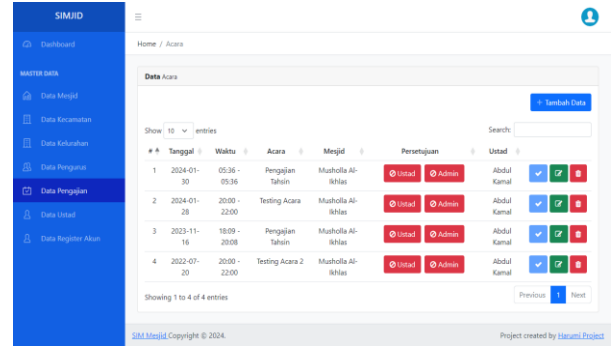 SIMJID
Dashboard
MASTER DATA
Data Mesjid
Data Kecamatan
Data Kelurahan
Data Pengurus
Data Pengajian
Data Ustad
Data Register Akun
Home / Acara
Data Acara
+ Tambah Data
Show 10 entries
Search:
# Tanggal Waktu Acara Mesjid Persetujuan Ustad
1 2024-01-30 05:36 - 05:36 Pengajian Tahsin Musholla Al-Ikhlas Ustad Admin Abdul Kamal
2 2024-01-28 20:00 - 22:00 Testing Acara Musholla Al-Ikhlas Ustad Admin Abdul Kamal
3 2023-11-16 18:09 - 20:08 Pengajian Tahsin Musholla Al-Ikhlas Ustad Admin Abdul Kamal
4 2022-07-20 20:00 - 22:00 Testing Acara 2 Musholla Al-Ikhlas Ustad Admin Abdul Kamal
Showing 1 to 4 of 4 entries
Previous 1 Next
SIM Mesjid Copyright © 2024.
Project created by Harumi Project